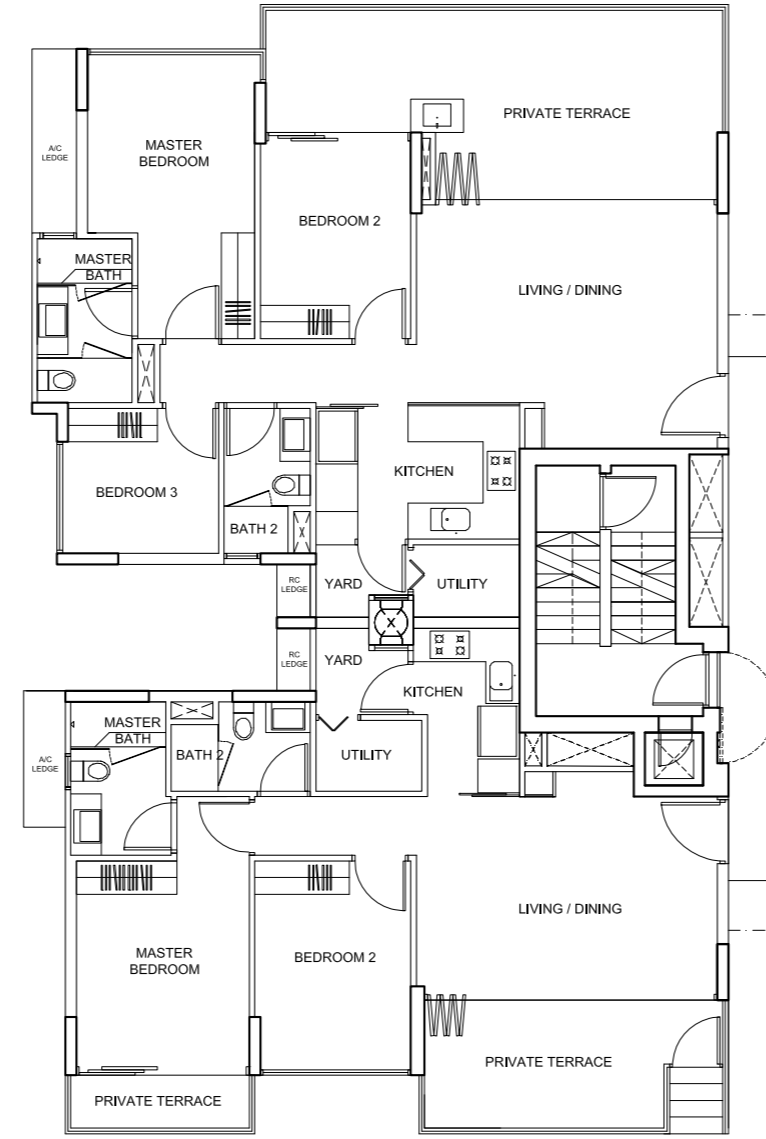 PRIVATE TERRACE
MASTER
BEDROOM
A/C
LEDGE
BEDROOM 2
MASTER
BATH
LIVING / DINING
KITCHEN
BEDROOM 3
BATH 2
RC
LEDGE
YARD
UTILITY
RC
LEDGE
YARD
KITCHEN
MASTER
BATH
BATH 2
UTILITY
A/C
LEDGE
LIVING / DINING
MASTER
BEDROOM
BEDROOM 2
PRIVATE TERRACE
PRIVATE TERRACE